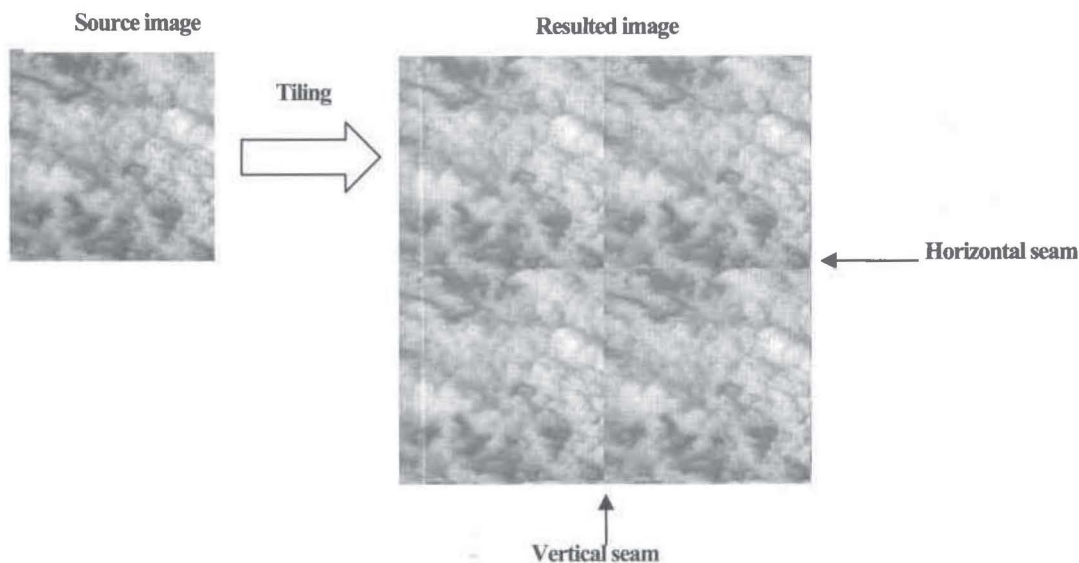 Source image
Resulted image
Tiling
Horizontal seam
Vertical seam